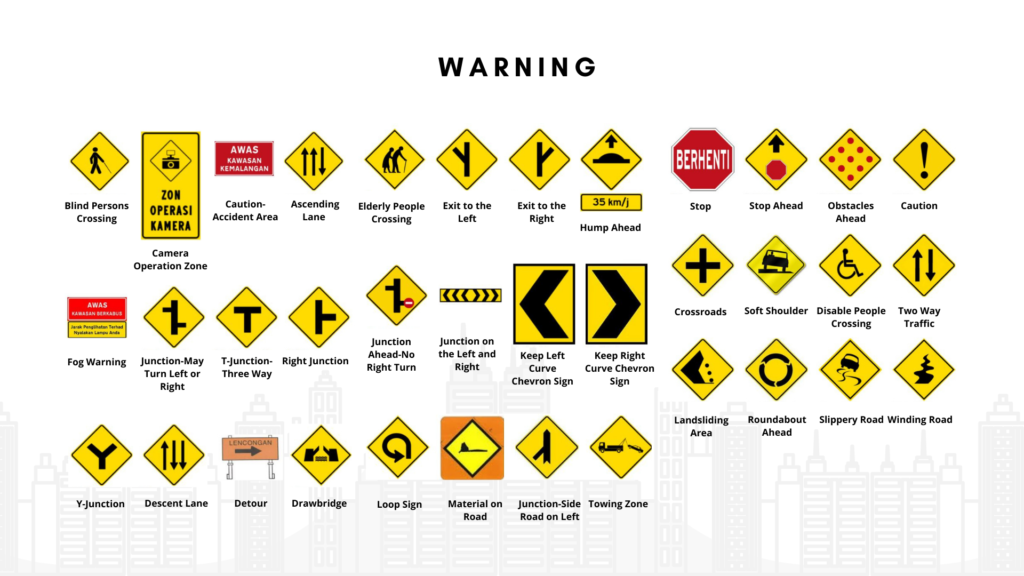 WARNING
Blind Persons
Crossing
ZON
OPERASI
KAMERA
Camera
Operation Zone
AWAS
KAWASAN
KEMALANGAN
Caution-
Accident Area
Ascending
Lane
Elderly People
Crossing
Exit to the
Left
Exit to the
Right
35 km/j
Hump Ahead
BERHENTI
Stop
Stop Ahead
Obstacles
Ahead
Caution
Crossroads
Soft Shoulder
Disable People
Crossing
Two Way
Traffic
AWAS
KAWASAN BERKABUS
Jarak Penglihatan Terhad
Nyalakan Lampu Anda
Fog Warning
Junction-May
Turn Left or
Right
T-Junction-
Three Way
Right Junction
Junction
Ahead-No
Right Turn
Junction on
the Left and
Right
Keep Left
Curve
Chevron Sign
Keep Right
Curve Chevron
Sign
Landsliding
Area
Roundabout
Ahead
Slippery Road
Winding Road
Y-Junction
Descent Lane
LENCONGAN
Detour
Drawbridge
Loop Sign
Material on
Road
Junction-Side
Road on Left
Towing Zone